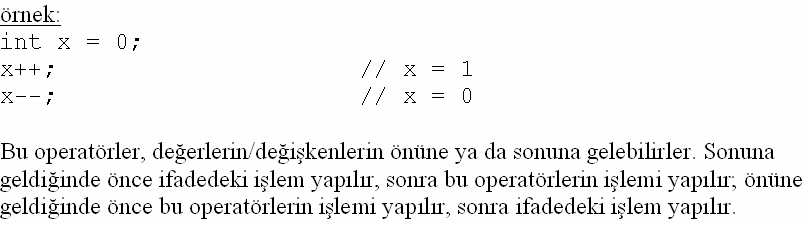 örnek:
int x = 0;
x++; // x = 1
x--; // x = 0
Bu operatörler, değerlerin/değişkenlerin önüne ya da sonuna gelebilirler. Sonuna
geldiğinde önce ifadedeki işlem yapılır, sonra bu operatörlerin işlemi yapılır; önüne
geldiğinde önce bu operatörlerin işlemi yapılır, sonra ifadedeki işlem yapılır.